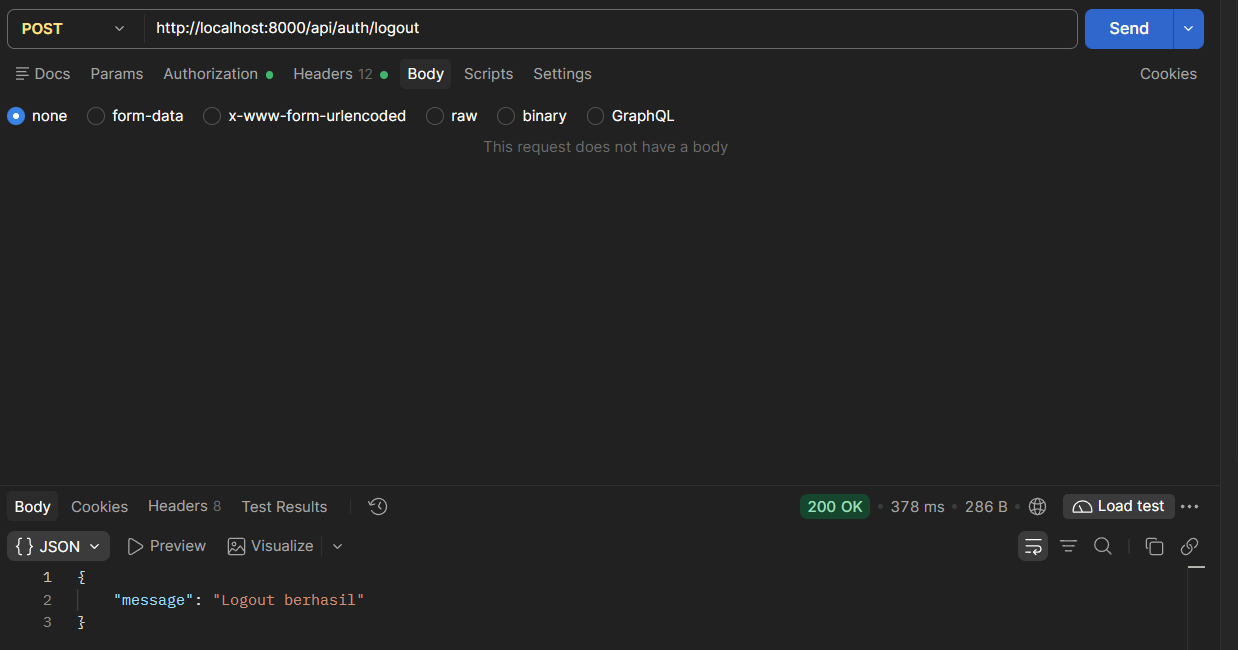 POST http://localhost:8000/api/auth/logout Send
Docs Params Authorization Headers 12 Body Scripts Settings Cookies
none form-data x-www-form-urlencoded raw binary GraphQL
This request does not have a body
Body Cookies Headers 8 Test Results 200 OK • 378 ms • 286 B • Load test
{} JSON Preview Visualize
1 {
2 "message": "Logout berhasil"
3 }